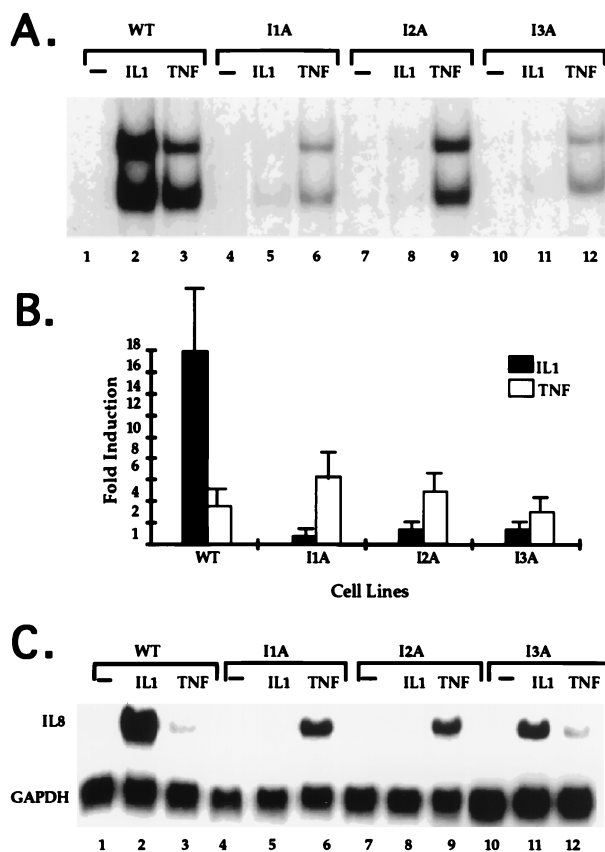 A.
WT I1A I2A I3A
– IL1 TNF – IL1 TNF – IL1 TNF – IL1 TNF
1 2 3 4 5 6 7 8 9 10 11 12
B.
Fold Induction
18
16
14
12
10
8
6
4
2
1
IL1
TNF
WT I1A I2A I3A
Cell Lines
C.
WT I1A I2A I3A
– IL1 TNF – IL1 TNF – IL1 TNF – IL1 TNF
IL8
GAPDH
1 2 3 4 5 6 7 8 9 10 11 12